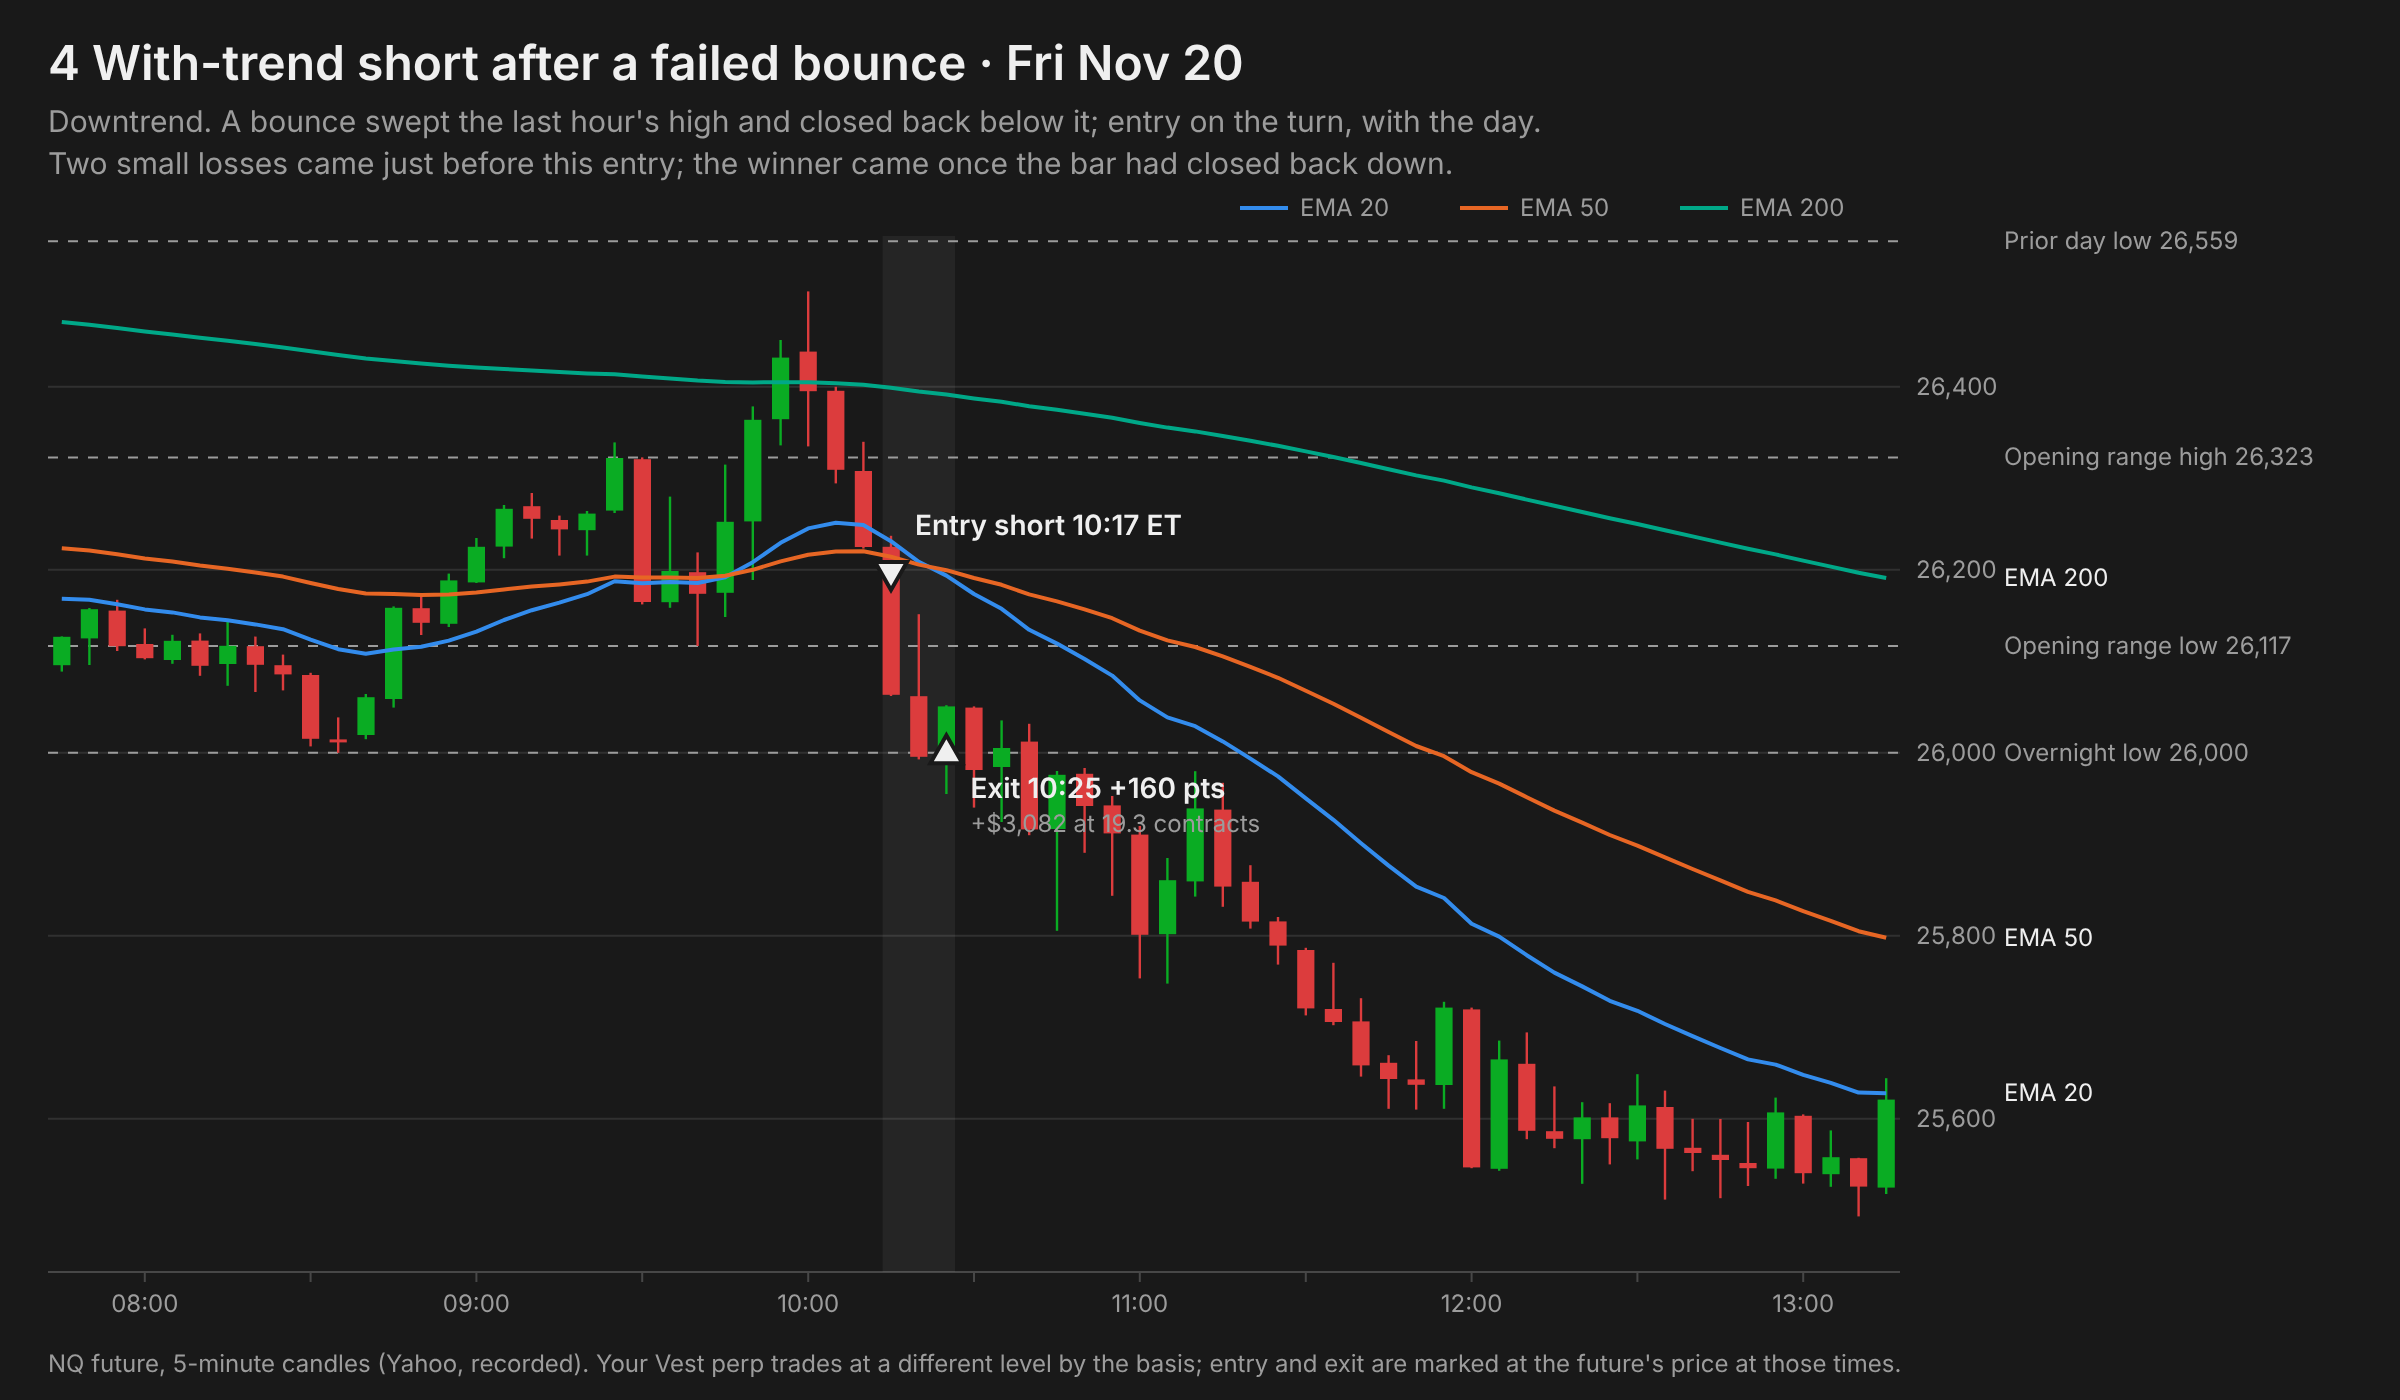 4 With-trend short after a failed bounce · Fri Nov 20
Downtrend. A bounce swept the last hour's high and closed back below it; entry on the turn, with the day.
Two small losses came just before this entry; the winner came once the bar had closed back down.
EMA 20
EMA 50
EMA 200
Prior day low 26,559
26,400
Opening range high 26,323
Entry short 10:17 ET
26,200
EMA 200
Opening range low 26,117
26,000
Overnight low 26,000
Exit 10:25 +160 pts
+$3,082 at 19.3 contracts
25,800
EMA 50
EMA 20
25,600
08:00
09:00
10:00
11:00
12:00
13:00
NQ future, 5-minute candles (Yahoo, recorded). Your Vest perp trades at a different level by the basis; entry and exit are marked at the future's price at those times.